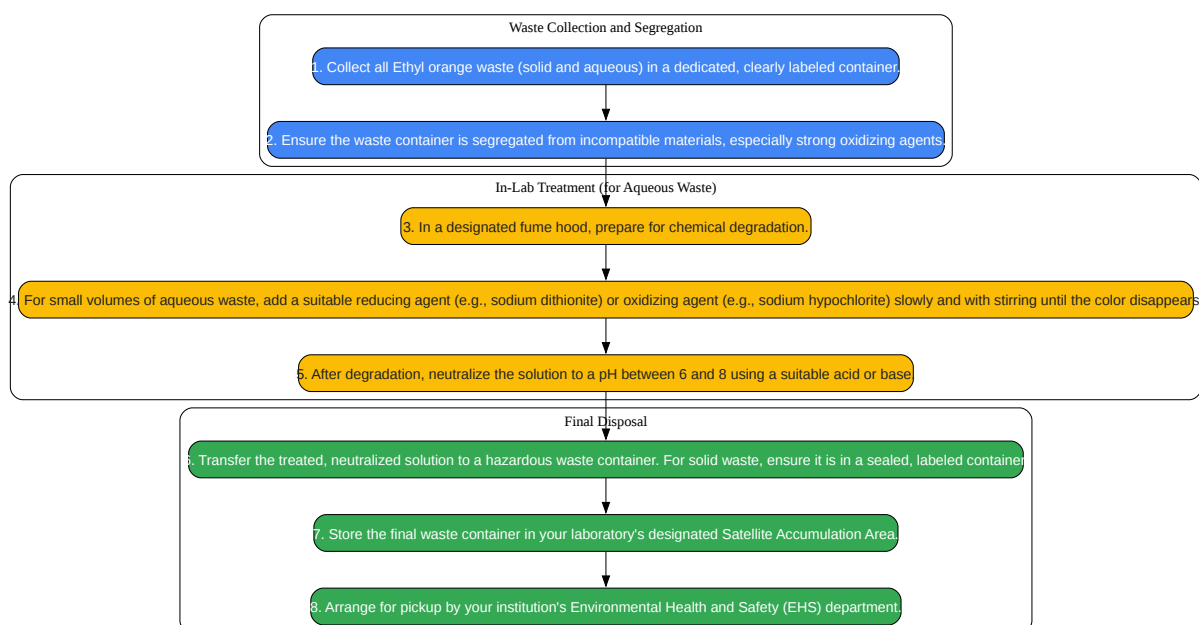 Waste Collection and Segregation
1. Collect all Ethyl orange waste (solid and aqueous) in a dedicated, clearly labeled container.
2. Ensure the waste container is segregated from incompatible materials, especially strong oxidizing agents.
In-Lab Treatment (for Aqueous Waste)
3. In a designated fume hood, prepare for chemical degradation.
4. For small volumes of aqueous waste, add a suitable reducing agent (e.g., sodium dithionite) or oxidizing agent (e.g., sodium hypochlorite) slowly and with stirring until the color disappears
5. After degradation, neutralize the solution to a pH between 6 and 8 using a suitable acid or base.
Final Disposal
6. Transfer the treated, neutralized solution to a hazardous waste container. For solid waste, ensure it is in a sealed, labeled container
7. Store the final waste container in your laboratory's designated Satellite Accumulation Area.
8. Arrange for pickup by your institution's Environmental Health and Safety (EHS) department.